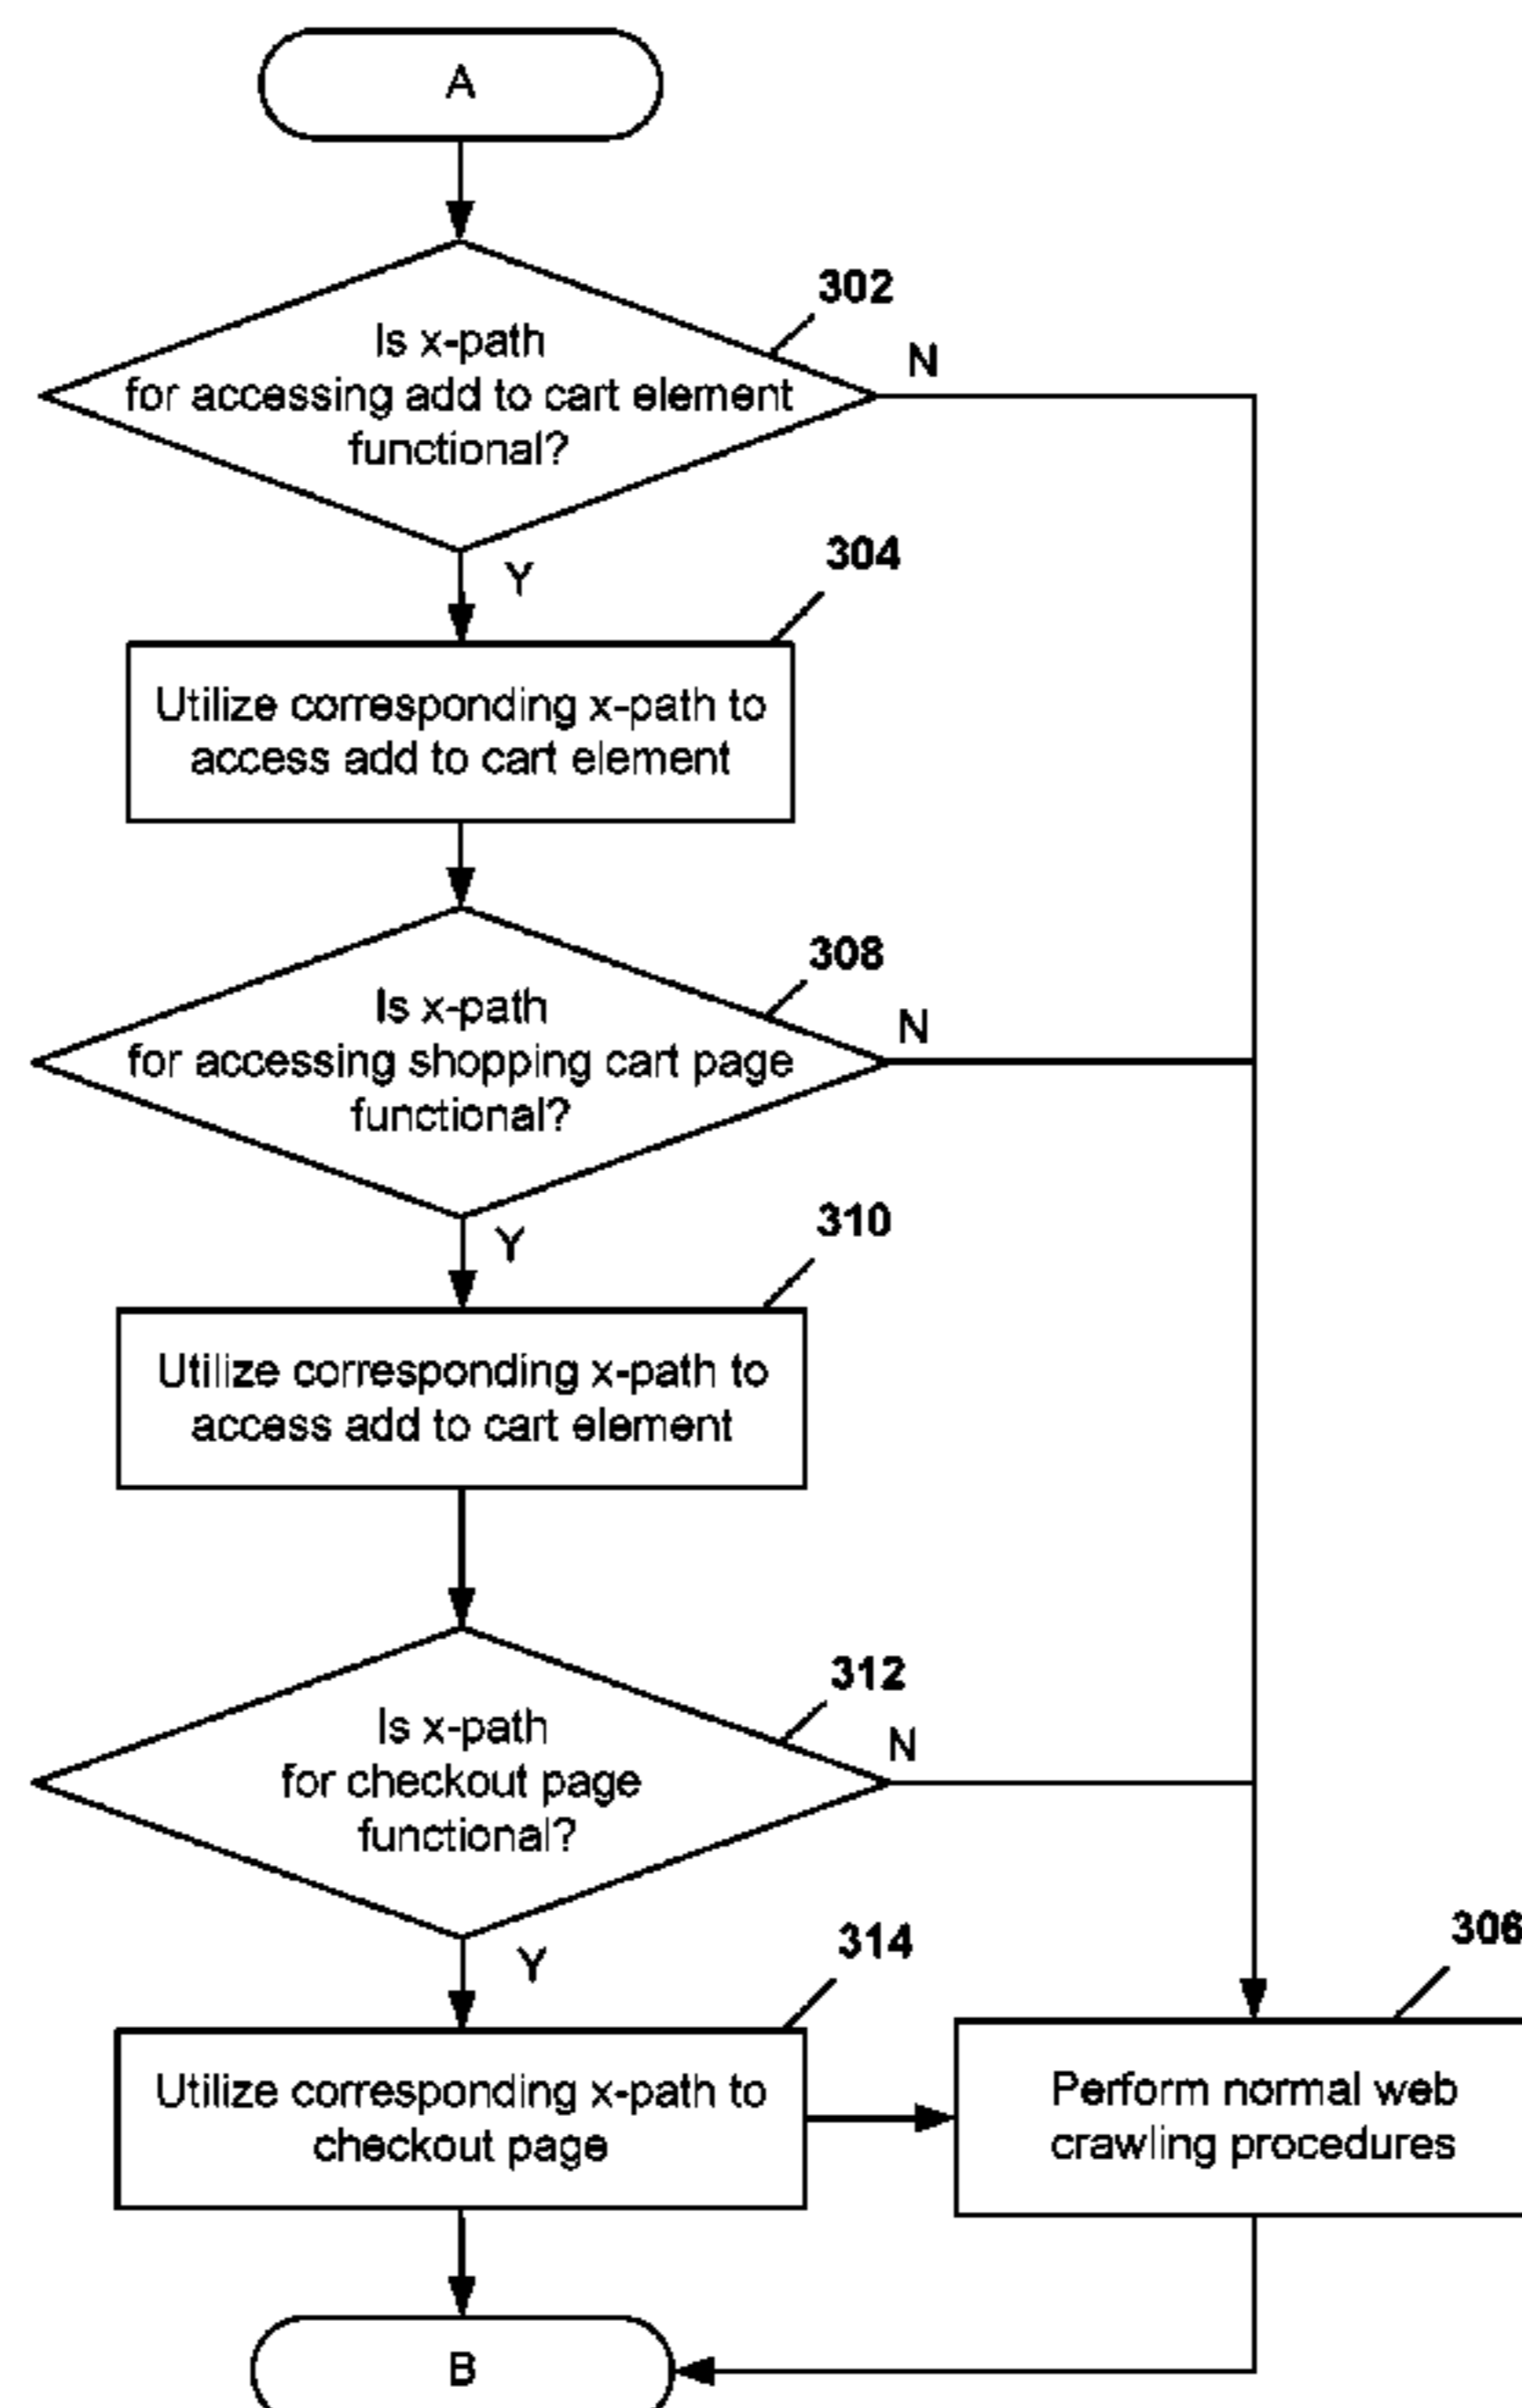 A
302
Is x-path
for accessing add to cart element
functional?
N
Y
304
Utilize corresponding x-path to
access add to cart element
308
Is x-path
for accessing shopping cart page
functional?
N
Y
310
Utilize corresponding x-path to
access add to cart element
312
Is x-path
for checkout page
functional?
N
Y
314
Utilize corresponding x-path to
checkout page
306
Perform normal web
crawling procedures
B